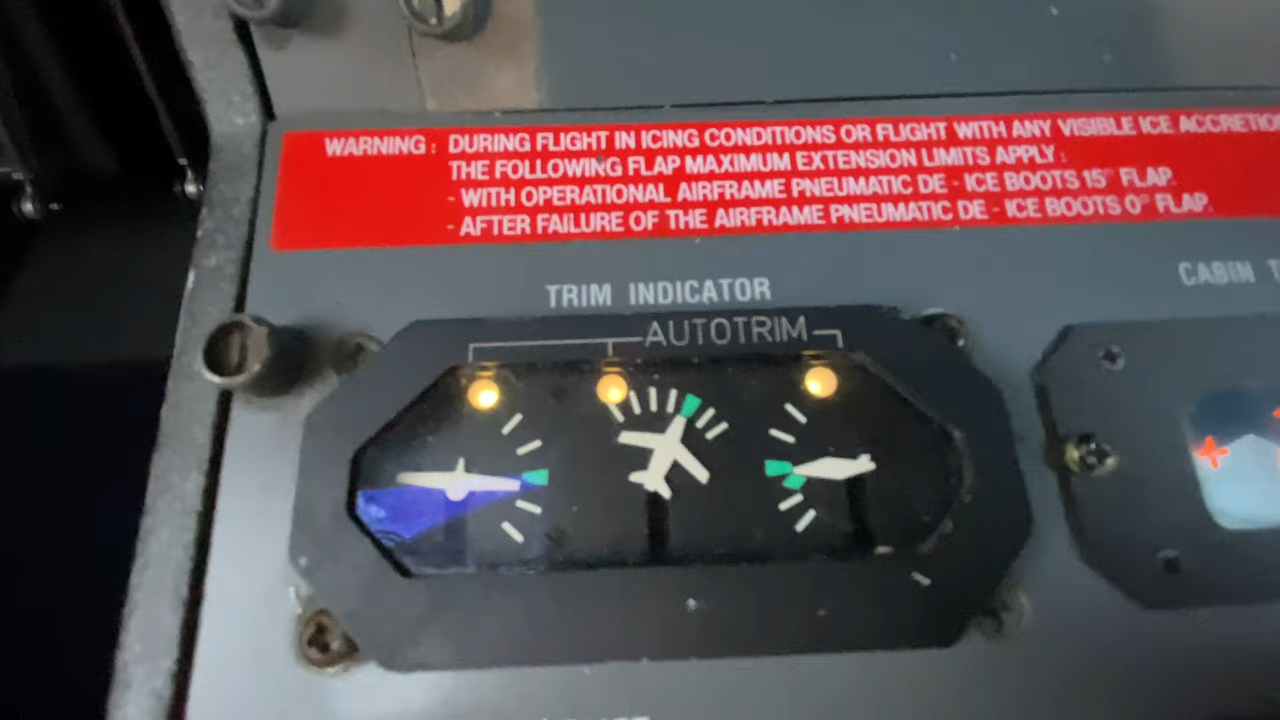 WARNING : DURING FLIGHT IN ICING CONDITIONS OR FLIGHT WITH ANY VISIBLE ICE
THE FOLLOWING FLAP MAXIMUM EXTENSION LIMITS APPLY :
- WITH OPERATIONAL AIRFRAME PNEUMATIC DE - ICE BOOTS 15° FLAP.
- AFTER FAILURE OF THE AIRFRAME PNEUMATIC DE - ICE BOOTS 0° FLAP.
TRIM INDICATOR
CABIN
AUTOTRIM